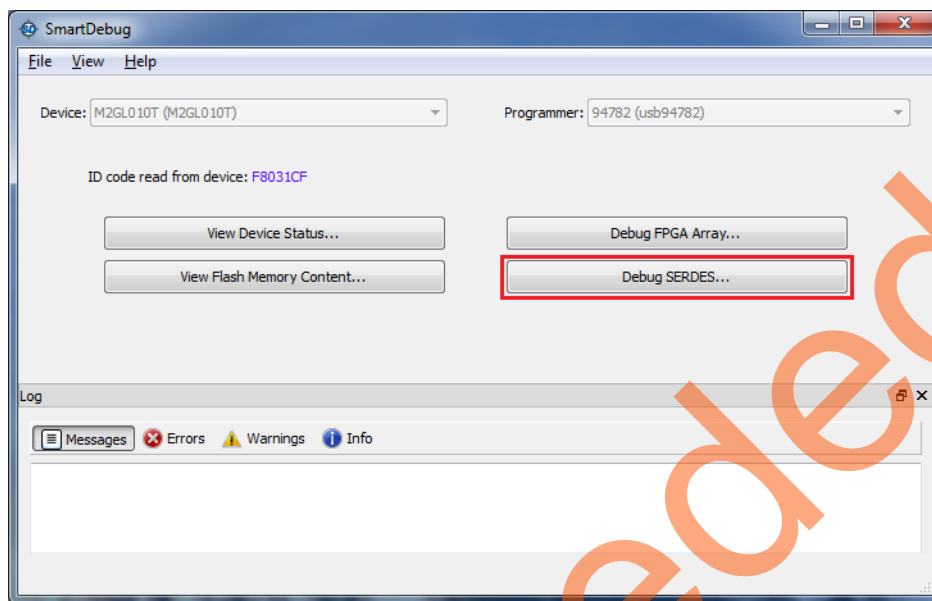 SmartDebug
File View Help
Device: M2GL010T (M2GL010T) Programmer: 94782 (usb94782)
ID code read from device: F8031CF
View Device Status... Debug FPGA Array...
View Flash Memory Content... Debug SERDES...
Log
Messages Errors Warnings Info
eded